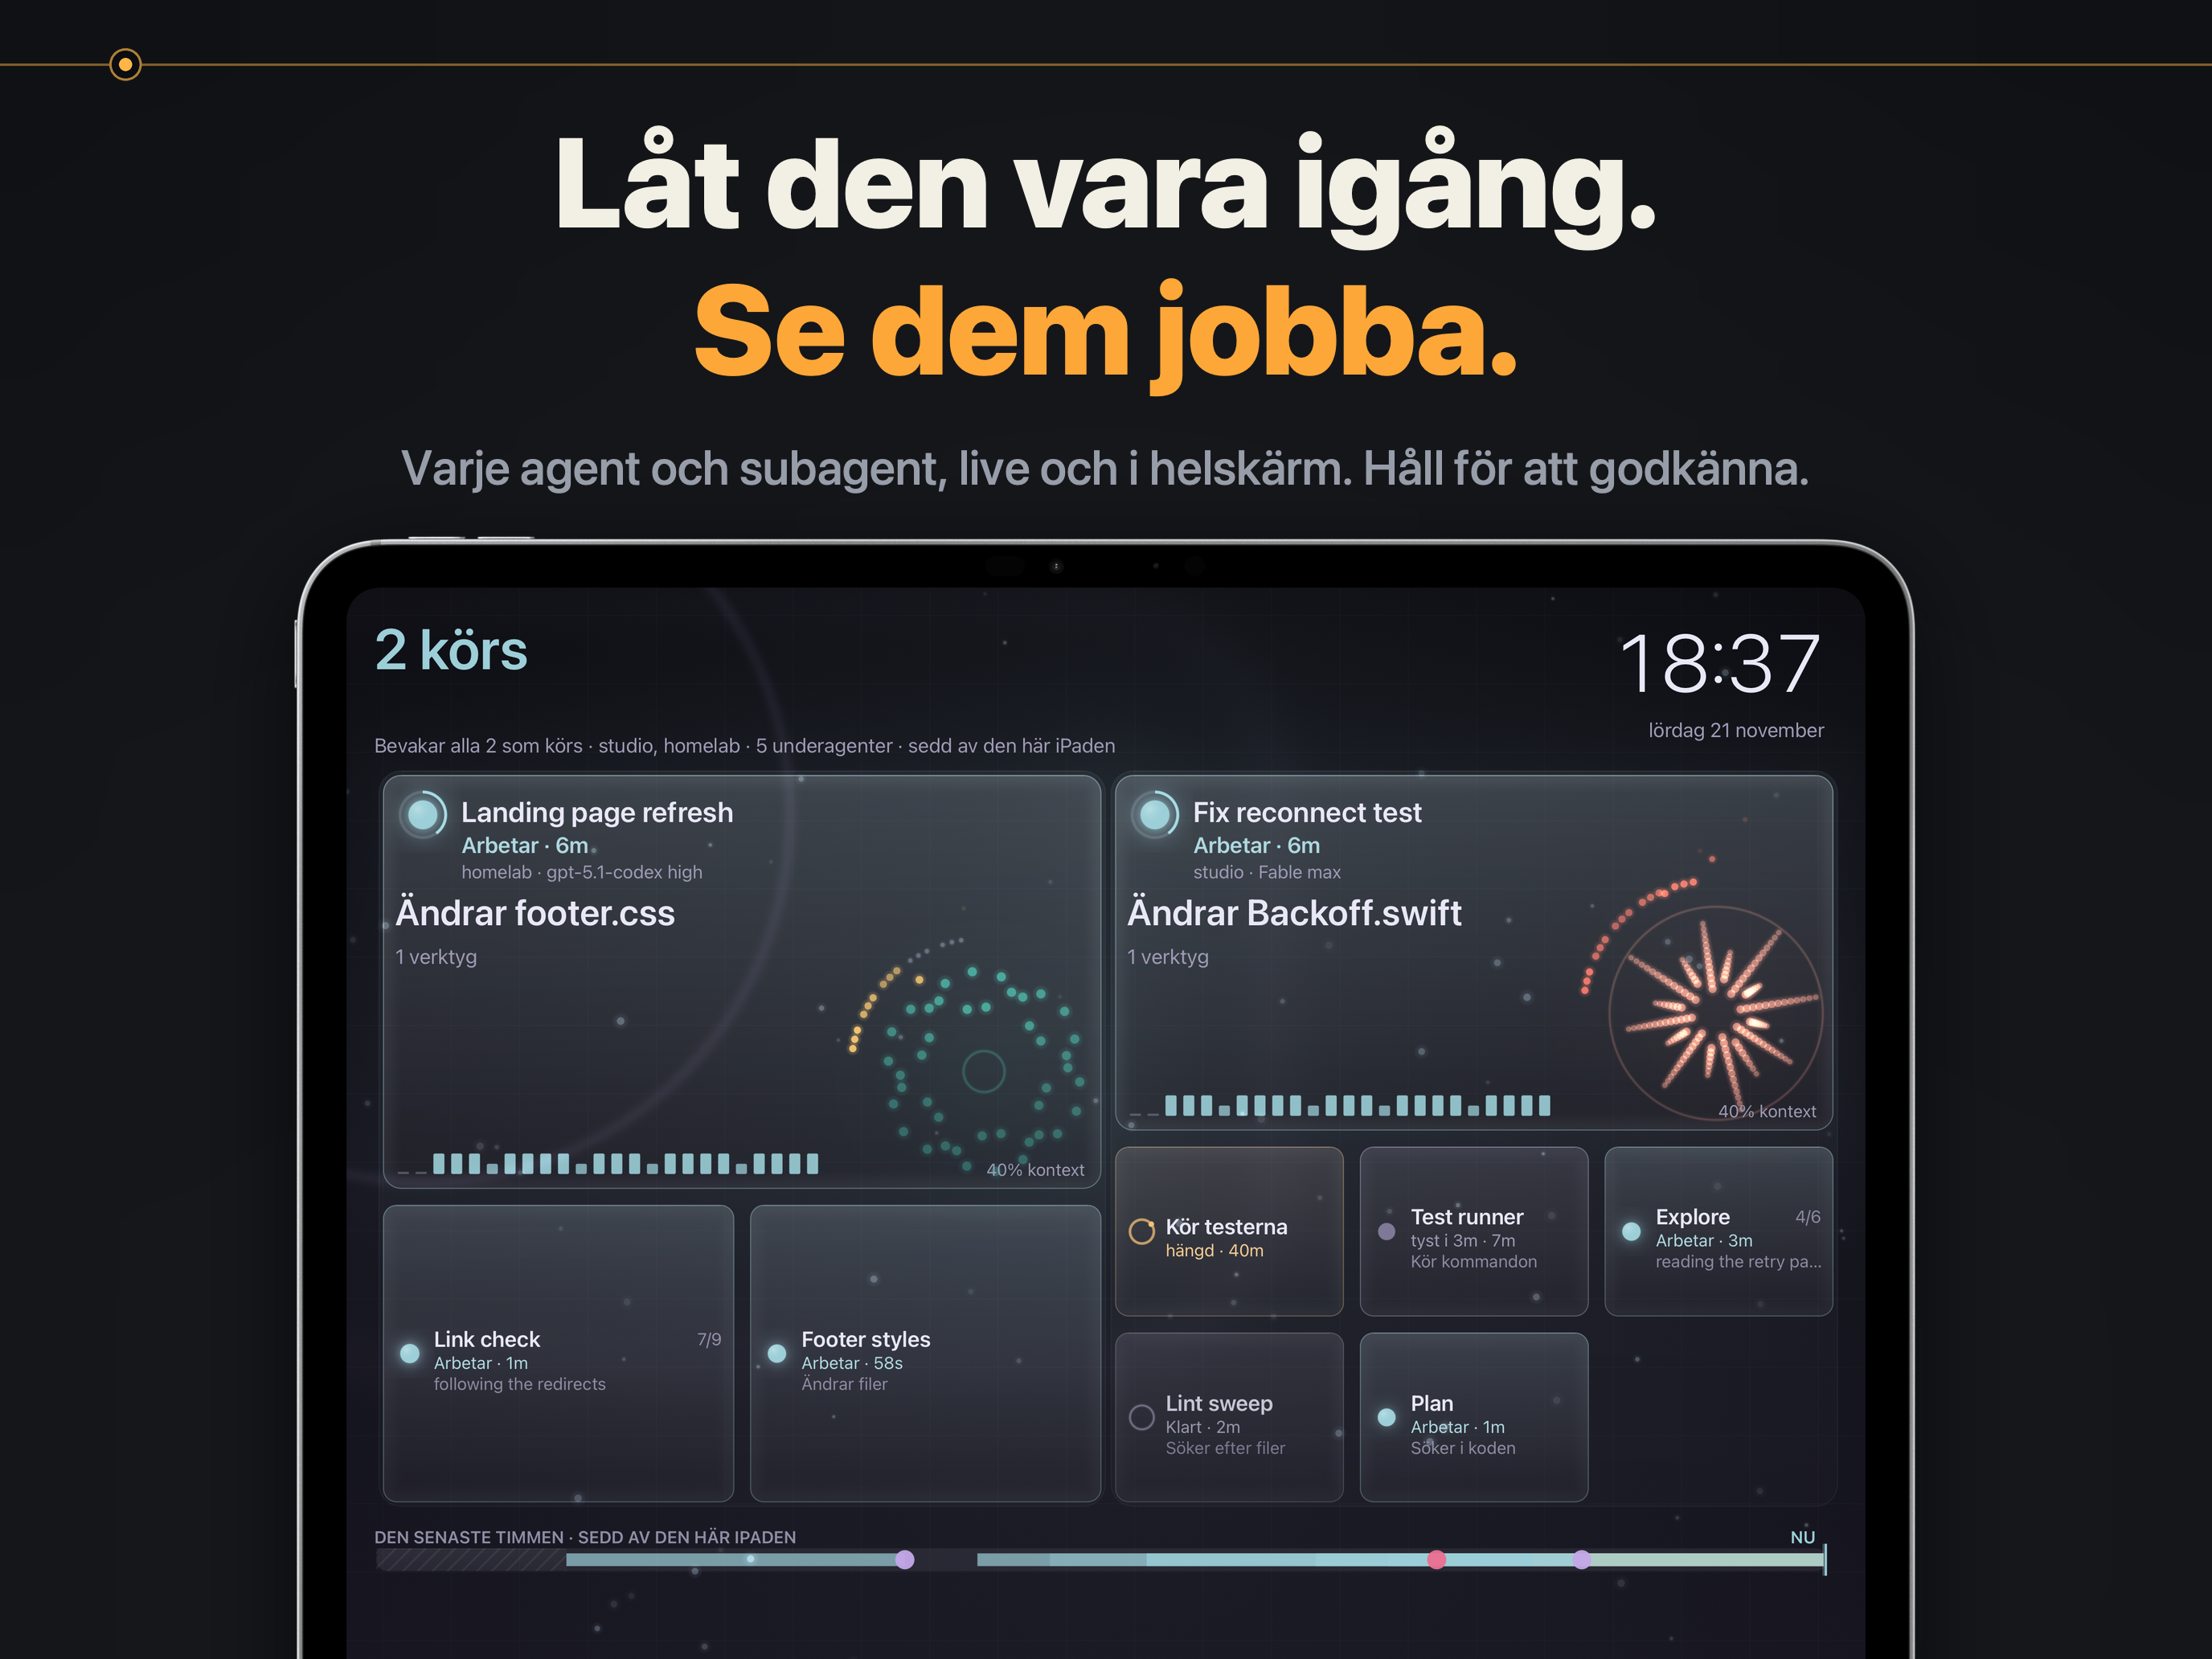 Låt den vara igång.
Se dem jobba.
Varje agent och subagent, live och i helskärm. Håll för att godkänna.
2 körs
18:37
lördag 21 november
Bevakar alla 2 som körs · studio, homelab · 5 underagenter · sedd av den här iPaden
Landing page refresh
Arbetar · 6m
homelab · gpt-5.1-codex high
Ändrar footer.css
1 verktyg
40% kontext
Fix reconnect test
Arbetar · 6m
studio · Fable max
Ändrar Backoff.swift
1 verktyg
40% kontext
Link check
7/9
Arbetar · 1m
following the redirects
Footer styles
Arbetar · 58s
Ändrar filer
Kör testerna
hängd · 40m
Test runner
tyst i 3m · 7m
Kör kommandon
Explore
4/6
Arbetar · 3m
reading the retry pa...
Lint sweep
Klart · 2m
Söker efter filer
Plan
Arbetar · 1m
Söker i koden
DEN SENASTE TIMMEN · SEDD AV DEN HÄR IPADEN
NU